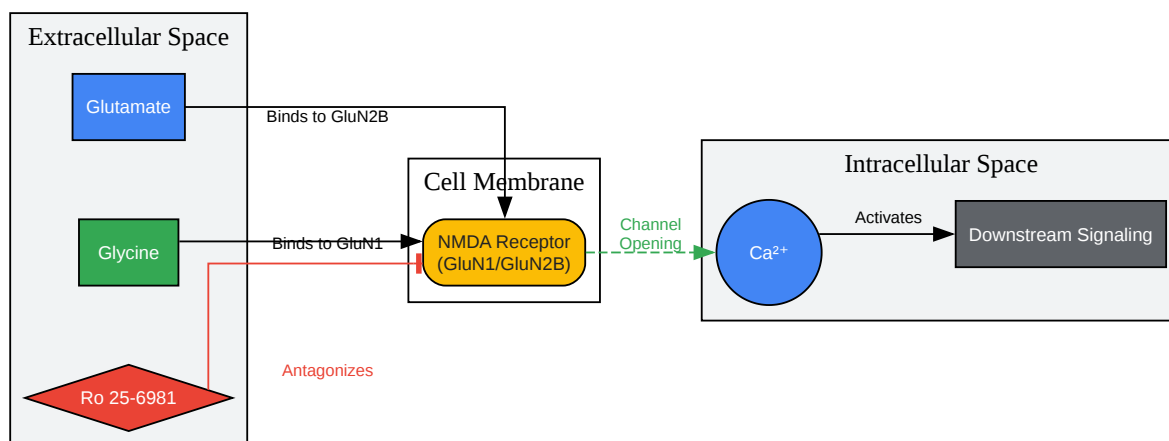 Extracellular Space
Glutamate
Binds to GluN2B
Glycine
Binds to GluN1
Ro 25-6981
Antagonizes
Cell Membrane
NMDA Receptor
(GluN1/GluN2B)
Channel
Opening
Intracellular Space
Ca²⁺
Activates
Downstream Signaling